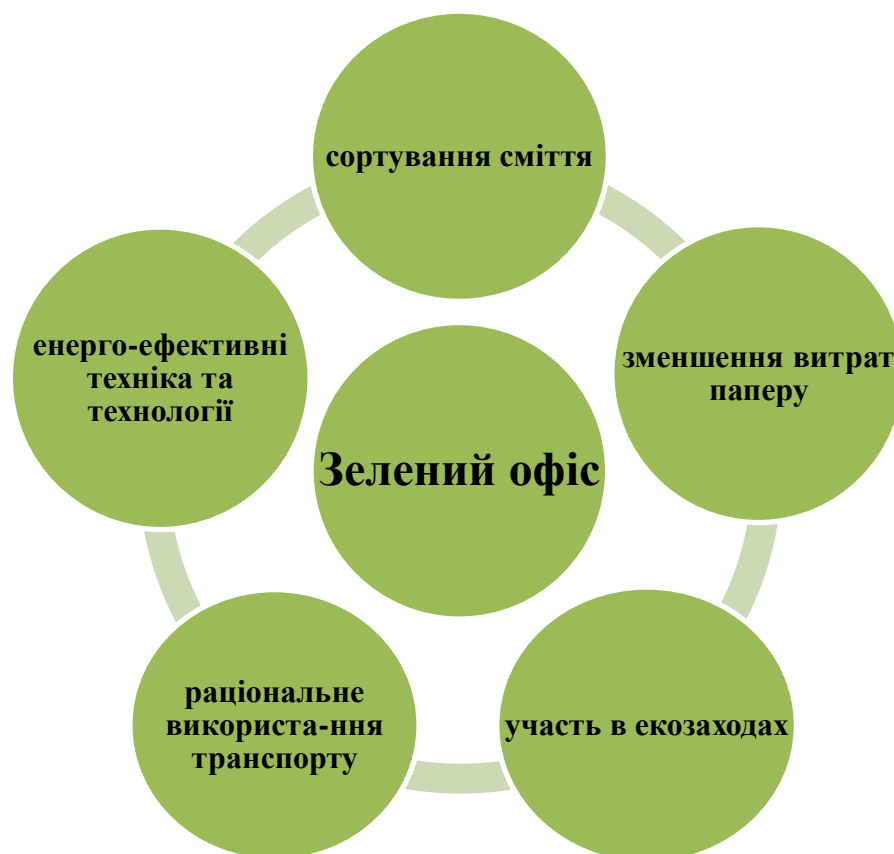 сортування сміття
енерго-ефективні
техніка та
технології
зменшення витрат
паперу
Зелений офіс
раціональне
використа-ння
транспорту
участь в екозаходах